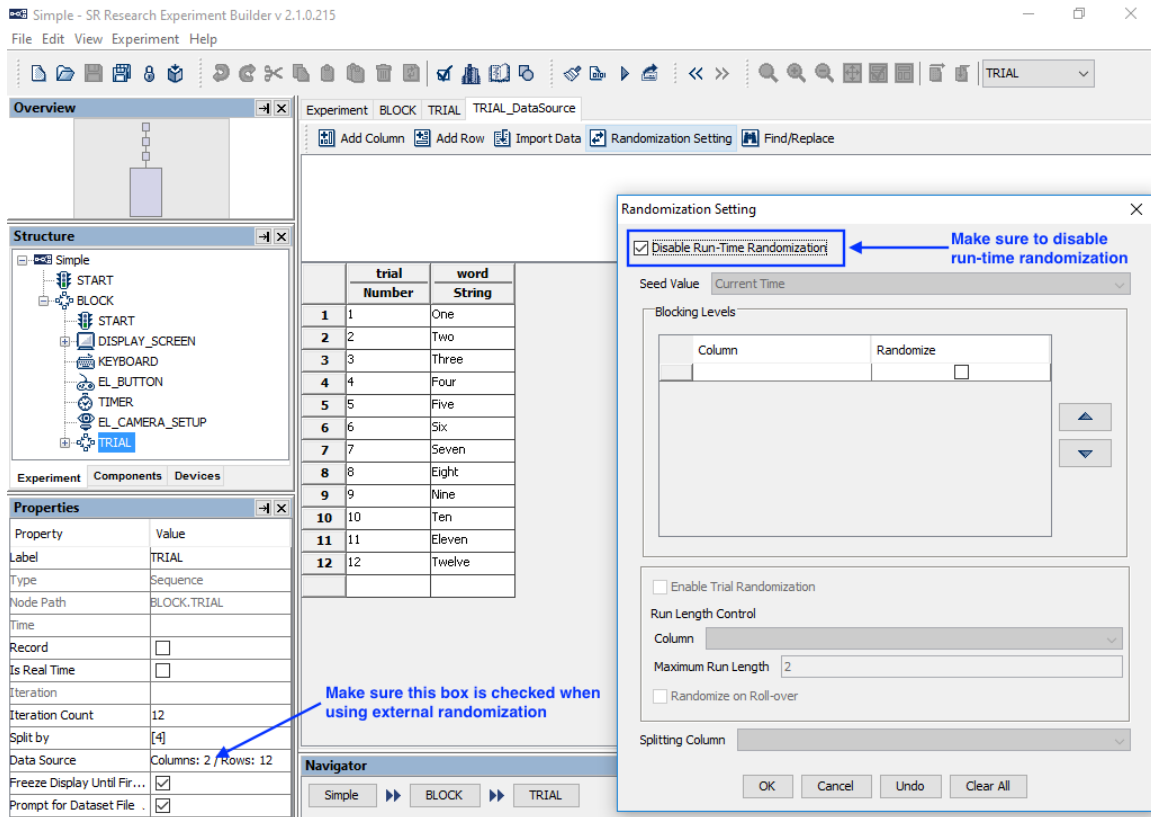 Simple - SR Research Experiment Builder v 2.1.0.215
File Edit View Experiment Help
TRIAL
Overview
Experiment BLOCK TRIAL TRIAL_DataSource
Add Column Add Row Import Data Randomization Setting Find/Replace
Structure
Simple
START
BLOCK
START
DISPLAY_SCREEN
KEYBOARD
EL_BUTTON
TIMER
EL_CAMERA_SETUP
TRIAL
Experiment Components Devices
Properties
Property Value
Label TRIAL
Type Sequence
Node Path BLOCK.TRIAL
Time
Record
Is Real Time
Iteration
Iteration Count 12
Split by [4]
Data Source Columns: 2 / Rows: 12
Freeze Display Until Fir...
Prompt for Dataset File .
trial word
Number String
1 1 One
2 2 Two
3 3 Three
4 4 Four
5 5 Five
6 6 Six
7 7 Seven
8 8 Eight
9 9 Nine
10 10 Ten
11 11 Eleven
12 12 Twelve
Make sure this box is checked when
using external randomization
Navigator
Simple BLOCK TRIAL
Randomization Setting
Disable Run-Time Randomization
Make sure to disable
run-time randomization
Seed Value Current Time
Blocking Levels
Column Randomize
Enable Trial Randomization
Run Length Control
Column
Maximum Run Length 2
Randomize on Roll-over
Splitting Column
OK Cancel Undo Clear All